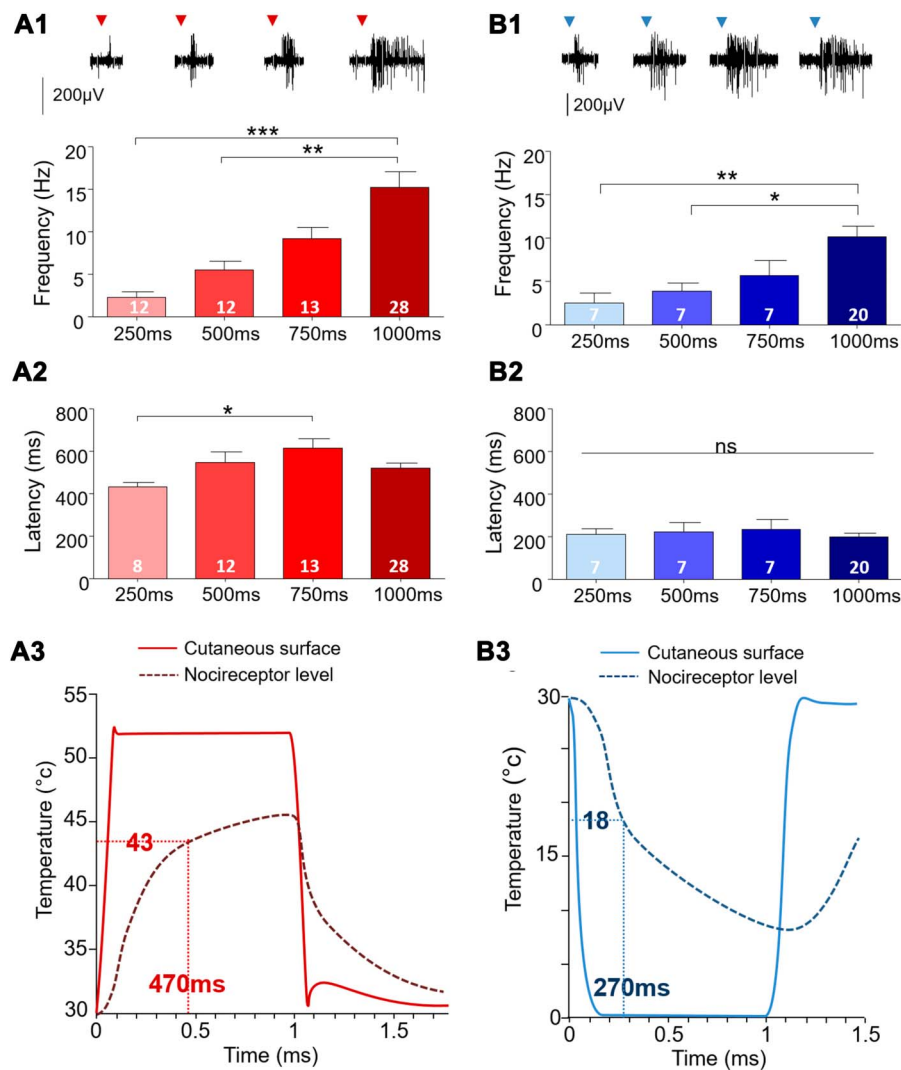 A1
200µV
***
**
Frequency (Hz)
20
15
10
5
0
12
12
13
28
250ms
500ms
750ms
1000ms
B1
200µV
**
*
Frequency (Hz)
20
15
10
5
0
7
7
7
20
250ms
500ms
750ms
1000ms
A2
*
Latency (ms)
800
600
400
200
0
8
12
13
28
250ms
500ms
750ms
1000ms
B2
ns
Latency (ms)
800
600
400
200
0
7
7
7
20
250ms
500ms
750ms
1000ms
A3
Cutaneous surface
Nocireceptor level
Temperature (°c)
55
50
45
40
35
30
43
470ms
0
0.5
1
1.5
Time (ms)
B3
Cutaneous surface
Nocireceptor level
Temperature (°c)
30
15
0
18
270ms
0
0.5
1
1.5
Time (ms)